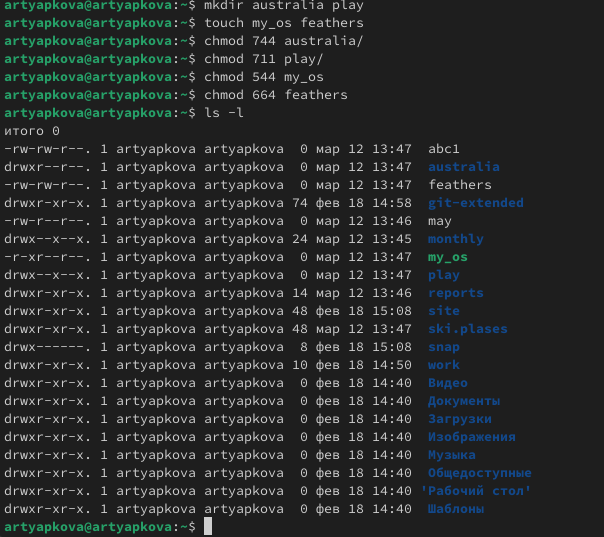 artyapkova@artyapkova:~$ mkdir australia play
artyapkova@artyapkova:~$ touch my_os feathers
artyapkova@artyapkova:~$ chmod 744 australia/
artyapkova@artyapkova:~$ chmod 711 play/
artyapkova@artyapkova:~$ chmod 544 my_os
artyapkova@artyapkova:~$ chmod 664 feathers
artyapkova@artyapkova:~$ ls -l
итого 0
-rw-rw-r--. 1 artyapkova artyapkova  0 мар 12 13:47  abc1
drwxr--r--. 1 artyapkova artyapkova  0 мар 12 13:47  australia
-rw-rw-r--. 1 artyapkova artyapkova  0 мар 12 13:47  feathers
drwxr-xr-x. 1 artyapkova artyapkova 74 фев 18 14:58  git-extended
-rw-r--r--. 1 artyapkova artyapkova  0 мар 12 13:46  may
drwx--x--x. 1 artyapkova artyapkova 24 мар 12 13:45  monthly
-r-xr--r--. 1 artyapkova artyapkova  0 мар 12 13:47  my_os
drwx--x--x. 1 artyapkova artyapkova  0 мар 12 13:47  play
drwxr-xr-x. 1 artyapkova artyapkova 14 мар 12 13:46  reports
drwxr-xr-x. 1 artyapkova artyapkova 48 фев 18 15:08  site
drwxr-xr-x. 1 artyapkova artyapkova 48 мар 12 13:47  ski.plases
drwx------. 1 artyapkova artyapkova  8 фев 18 15:08  snap
drwxr-xr-x. 1 artyapkova artyapkova 10 фев 18 14:50  work
drwxr-xr-x. 1 artyapkova artyapkova  0 фев 18 14:40  Видео
drwxr-xr-x. 1 artyapkova artyapkova  0 фев 18 14:40  Документы
drwxr-xr-x. 1 artyapkova artyapkova  0 фев 18 14:40  Загрузки
drwxr-xr-x. 1 artyapkova artyapkova  0 фев 18 14:40  Изображения
drwxr-xr-x. 1 artyapkova artyapkova  0 фев 18 14:40  Музыка
drwxr-xr-x. 1 artyapkova artyapkova  0 фев 18 14:40  Общедоступные
drwxr-xr-x. 1 artyapkova artyapkova  0 фев 18 14:40 'Рабочий стол'
drwxr-xr-x. 1 artyapkova artyapkova  0 фев 18 14:40  Шаблоны
artyapkova@artyapkova:~$